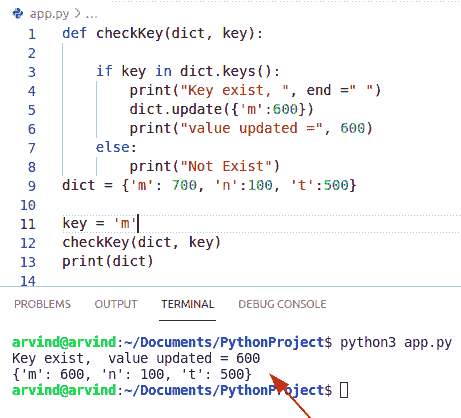 app.py > ...
1 def checkKey(dict, key):
2
3     if key in dict.keys():
4         print("Key exist, ", end =" ")
5         dict.update({'m':600})
6         print("value updated =", 600)
7     else:
8         print("Not Exist")
9 dict = {'m': 700, 'n':100, 't':500}
10
11 key = 'm'
12 checkKey(dict, key)
13 print(dict)
14
PROBLEMS OUTPUT TERMINAL DEBUG CONSOLE
arvind@arvind:~/Documents/PythonProject$ python3 app.py
Key exist,  value updated = 600
{'m': 600, 'n': 100, 't': 500}
arvind@arvind:~/Documents/PythonProject$